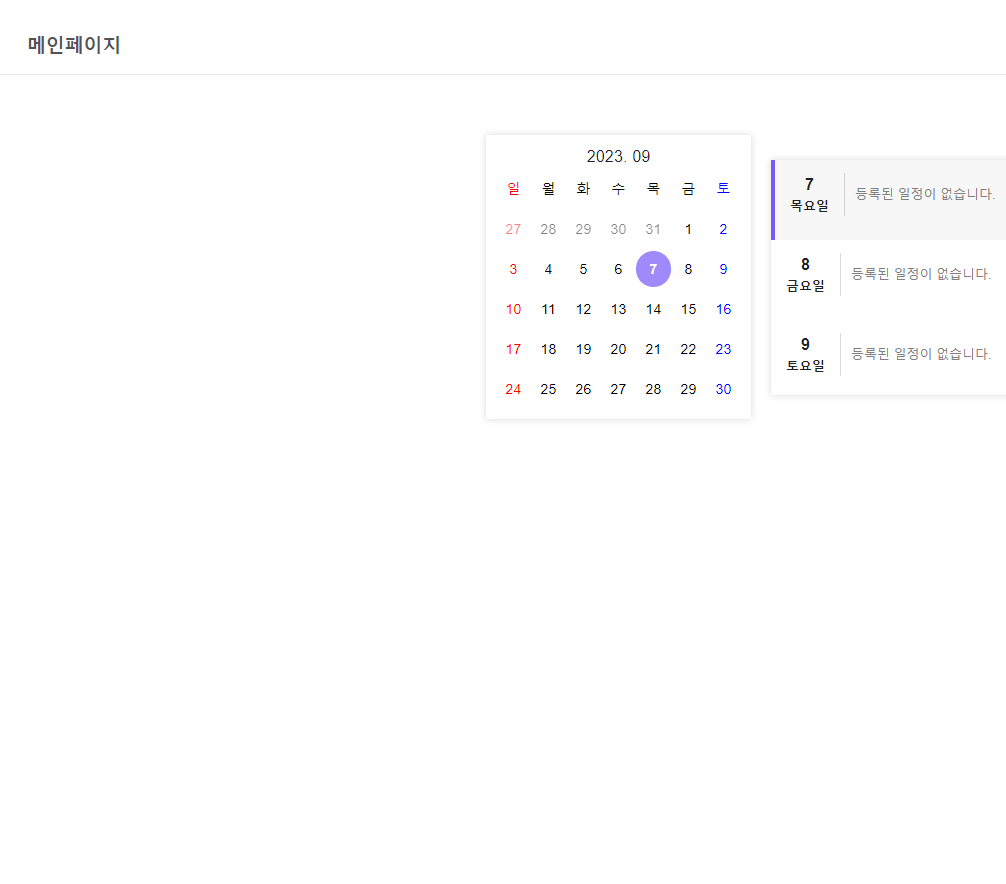 메인페이지
2023. 09
일 월 화 수 목 금 토
27 28 29 30 31 1 2
3 4 5 6 7 8 9
10 11 12 13 14 15 16
17 18 19 20 21 22 23
24 25 26 27 28 29 30
7
목요일
등록된 일정이 없습니다.
8
금요일
등록된 일정이 없습니다.
9
토요일
등록된 일정이 없습니다.